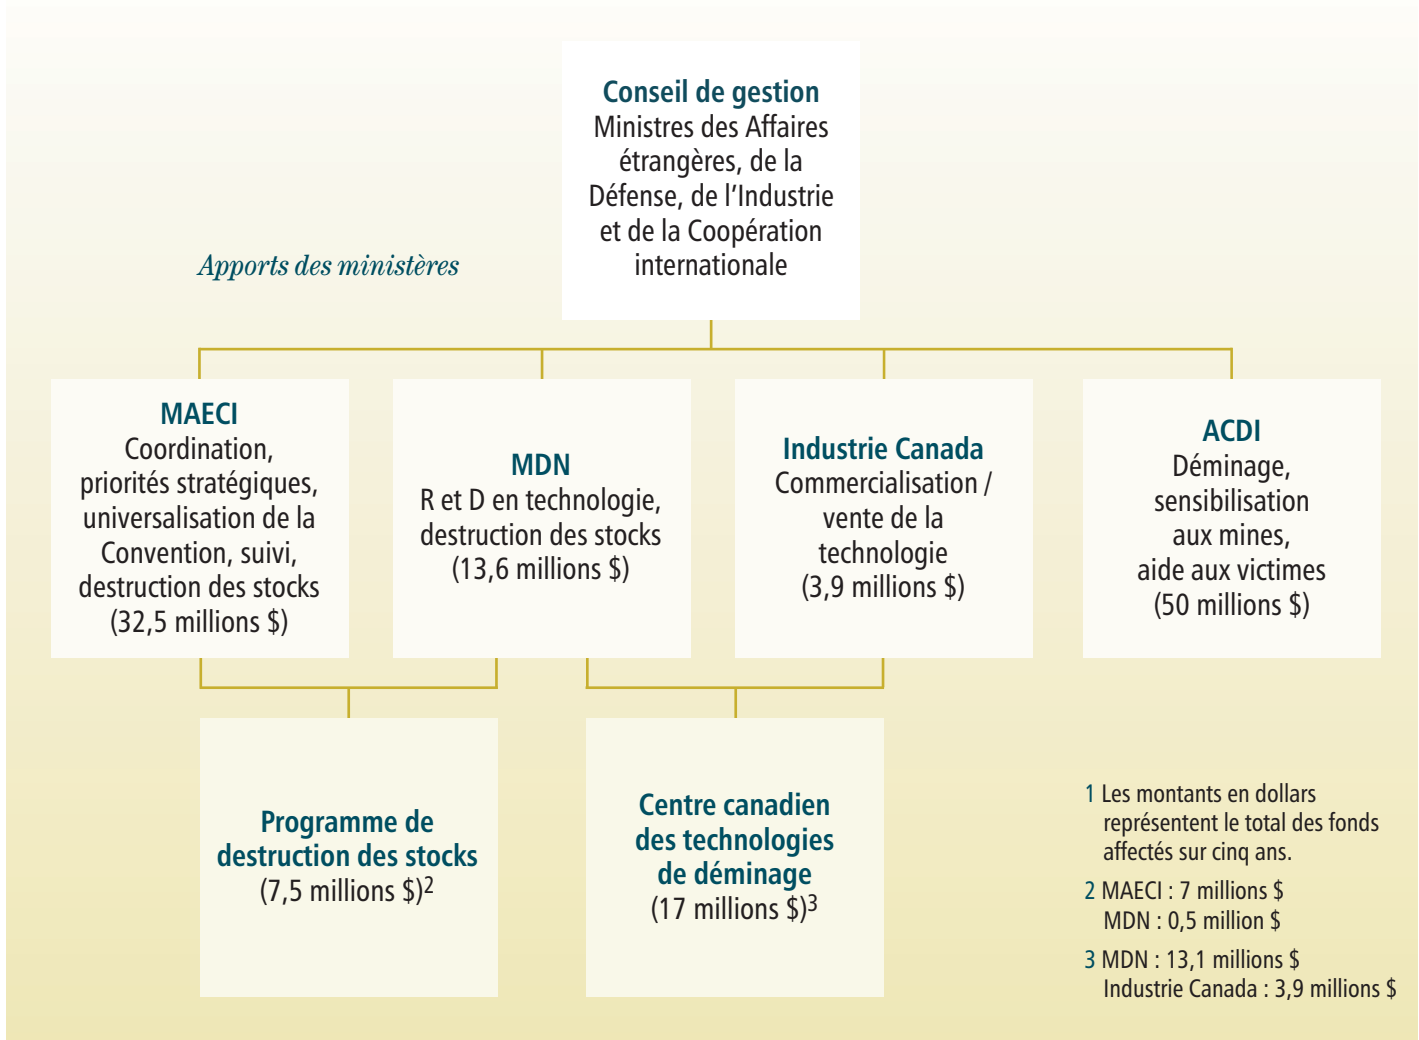 Conseil de gestion
Ministres des Affaires
étrangères, de la
Défense, de l'Industrie
et de la Coopération
internationale
Apports des ministères
MAECI
Coordination,
priorités stratégiques,
universalisation de la
Convention, suivi,
destruction des stocks
(32,5 millions $)
MDN
R et D en technologie,
destruction des stocks
(13,6 millions $)
Industrie Canada
Commercialisation /
vente de la
technologie
(3,9 millions $)
ACDI
Déminage,
sensibilisation
aux mines,
aide aux victimes
(50 millions $)
Programme de
destruction des stocks
(7,5 millions $)2
Centre canadien
des technologies
de déminage
(17 millions $)3
1 Les montants en dollars
représentent le total des fonds
affectés sur cinq ans.
2 MAECI : 7 millions $
MDN : 0,5 million $
3 MDN : 13,1 millions $
Industrie Canada : 3,9 millions $